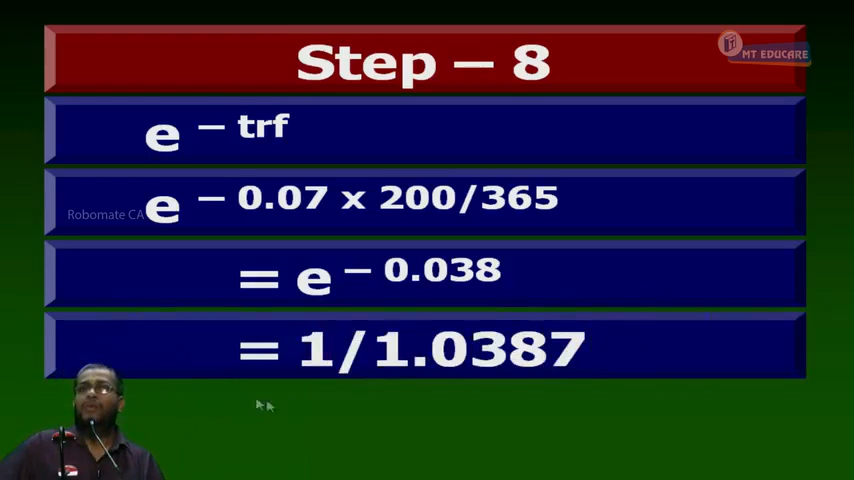 Step – 8
MT EDUCARE
e – trf
e – 0.07 x 200/365
Robomate CA
= e – 0.038
= 1/1.0387